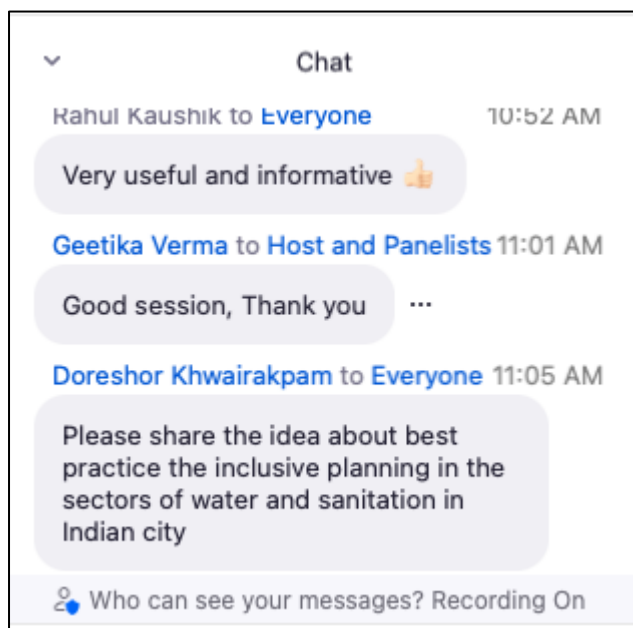 Chat
Rahul Kaushik to Everyone 10:52 AM
Very useful and informative 👍🏻
Geetika Verma to Host and Panelists 11:01 AM
Good session, Thank you
...
Doreshor Khwairakpam to Everyone 11:05 AM
Please share the idea about best
practice the inclusive planning in the
sectors of water and sanitation in
Indian city
Who can see your messages? Recording On